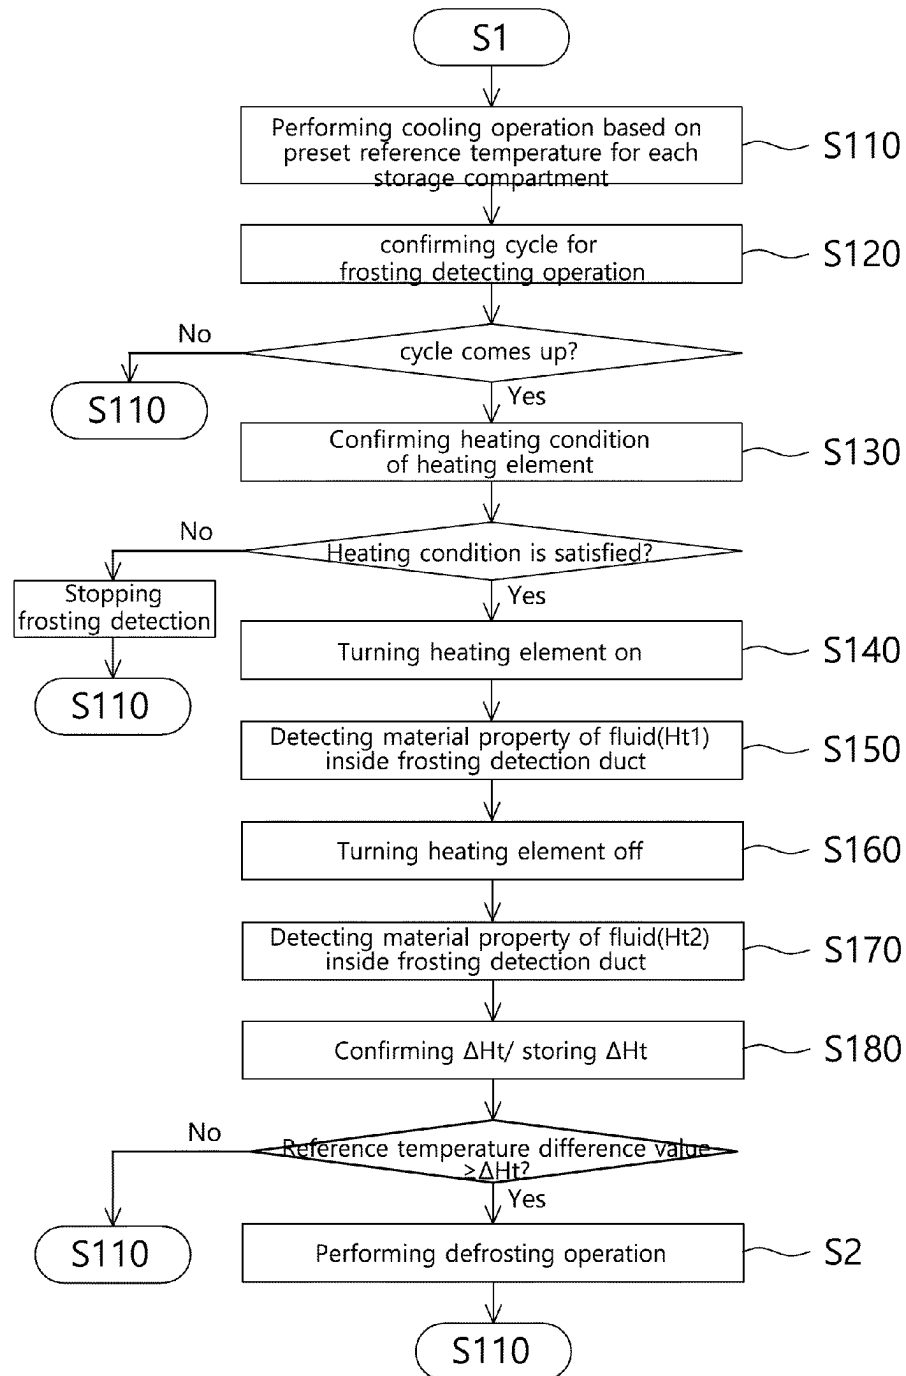 S1
Performing cooling operation based on
preset reference temperature for each
storage compartment
S110
confirming cycle for
frosting detecting operation
S120
No
cycle comes up?
S110
Yes
Confirming heating condition
of heating element
S130
No
Heating condition is satisfied?
Stopping
frosting detection
Yes
S110
Turning heating element on
S140
Detecting material property of fluid(Ht1)
inside frosting detection duct
S150
Turning heating element off
S160
Detecting material property of fluid(Ht2)
inside frosting detection duct
S170
Confirming ΔHt/ storing ΔHt
S180
No
Reference temperature difference value
≥ΔHt?
Yes
S110
Performing defrosting operation
S2
S110